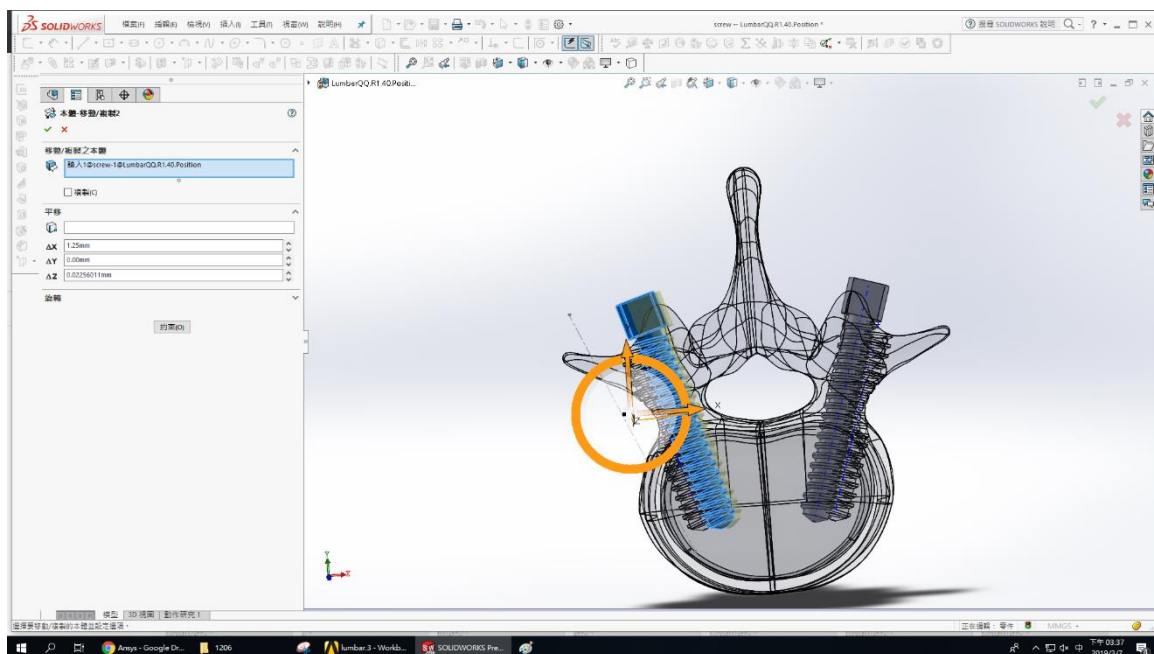 SOLIDWORKS 檔案(F) 編輯(E) 檢視(V) 插入(I) 工具(I) 視窗(W) 說明(H) screw -- LumbarQQ.R1.40.Position * 搜尋 SOLIDWORKS 說明
LumbarQQ.R1.40.Positi...
本體-移動/複製2
移動/複製之本體
輸入1@screw-1@LumbarQQ.R1.40.Position
複製(C)
平移
ΔX 1.25mm
ΔY 0.00mm
ΔZ 0.02256011mm
旋轉
約束(O)
X
Z
Y
X
模型 3D 視圖 動作研究 1
選擇要移動/複製的本體並設定選項。 正在編輯: 零件 MMGS
Ansys - Google Dr... 1206 lumbar.3 - Workb... SOLIDWORKS Pre... 中 下午 03:37
2019/3/7